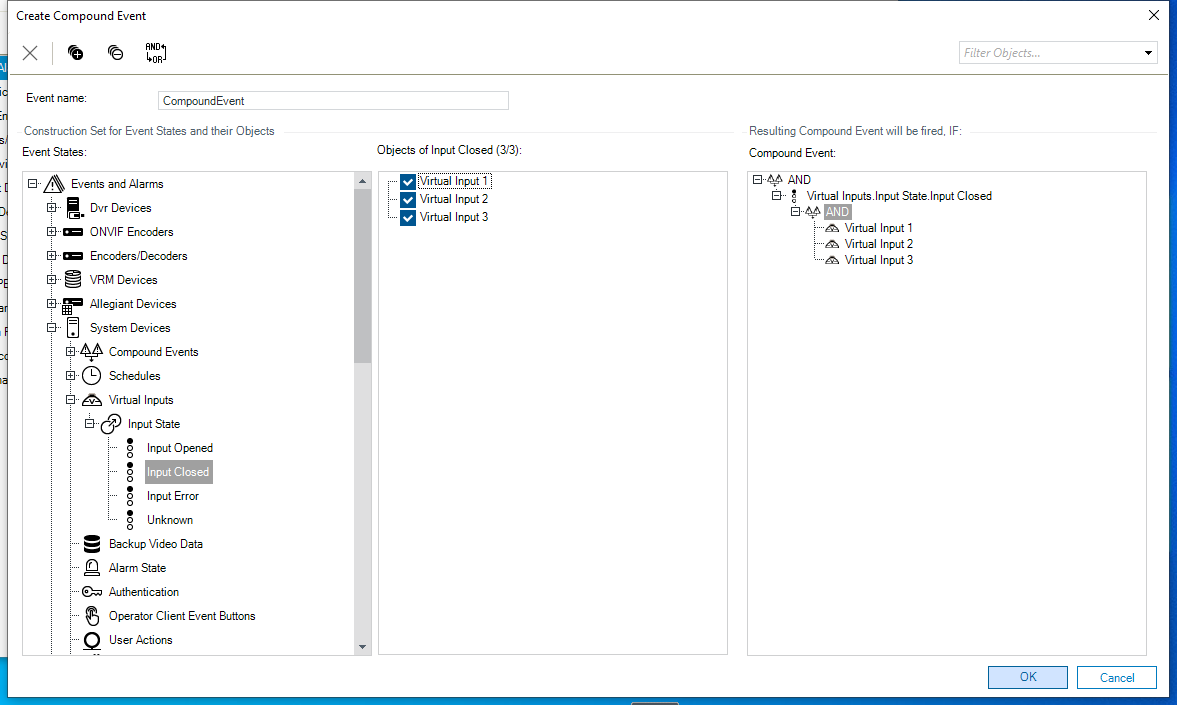 Create Compound Event
AND
OR
Filter Objects...
Event name:
CompoundEvent
Construction Set for Event States and their Objects
Event States:
Events and Alarms
Dvr Devices
ONVIF Encoders
Encoders/Decoders
VRM Devices
Allegiant Devices
System Devices
Compound Events
Schedules
Virtual Inputs
Input State
Input Opened
Input Closed
Input Error
Unknown
Backup Video Data
Alarm State
Authentication
Operator Client Event Buttons
User Actions
Objects of Input Closed (3/3):
Virtual Input 1
Virtual Input 2
Virtual Input 3
Resulting Compound Event will be fired, IF:
Compound Event:
AND
Virtual Inputs.Input State.Input Closed
AND
Virtual Input 1
Virtual Input 2
Virtual Input 3
OK
Cancel